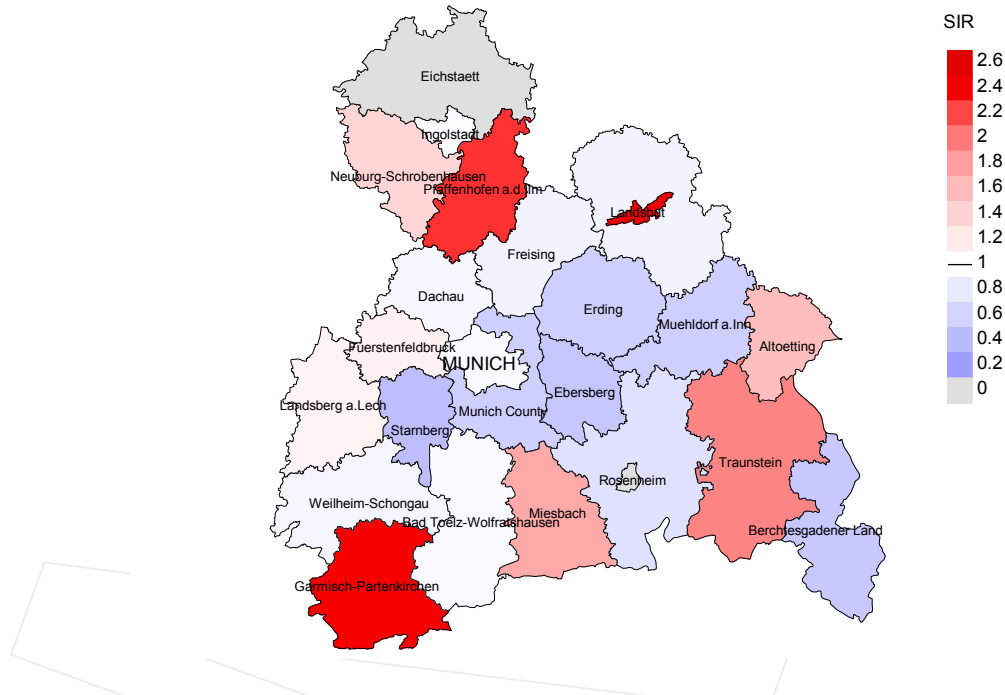 SIR
2.6
2.4
2.2
2
1.8
1.6
1.4
1.2
1
0.8
0.6
0.4
0.2
0
Eichstaett
Ingolstadt
Neuburg-Schrobenhausen
Pfaffenhofen a.d.Ilm
Landshut
Freising
Dachau
Erding
Muehldorf a.Inn
Altoetting
Fuerstenfeldbruck
MUNICH
Ebersberg
Landsberg a.Lech
Munich County
Starnberg
Traunstein
Rosenheim
Weilheim-Schongau
Miesbach
Bad Toelz-Wolfratshausen
Berchtesgadener Land
Garmisch-Partenkirchen